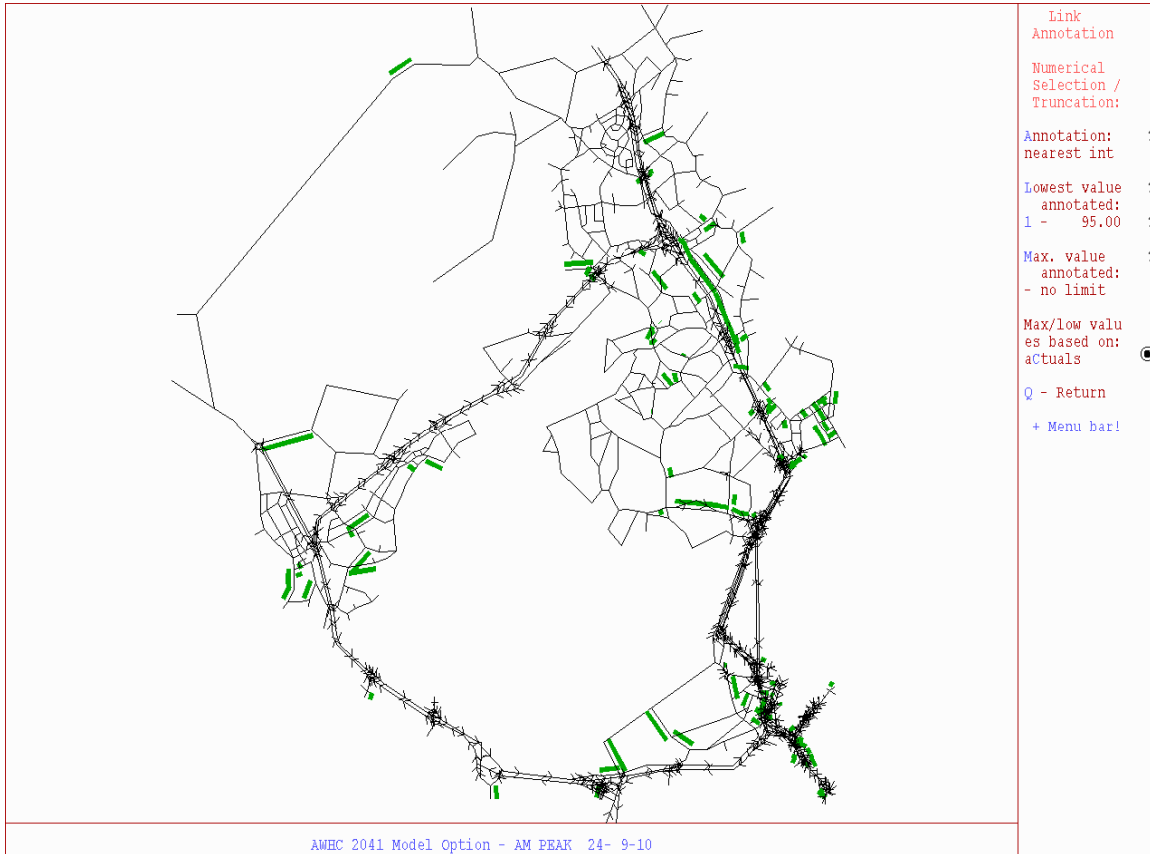 Link
Annotation
Numerical
Selection /
Truncation:
Annotation: ?
nearest int
Lowest value ?
annotated:
1 - 95.00 ?
Max. value ?
annotated:
- no limit
Max/low valu
es based on:
aCtuals
Q - Return
+ Menu bar!
AWHC 2041 Model Option - AM PEAK 24- 9-10